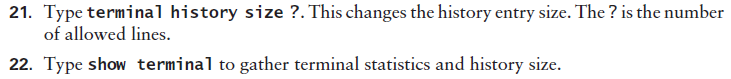 21. Type terminal history size ?. This changes the history entry size. The ? is the number
of allowed lines.
22. Type show terminal to gather terminal statistics and history size.